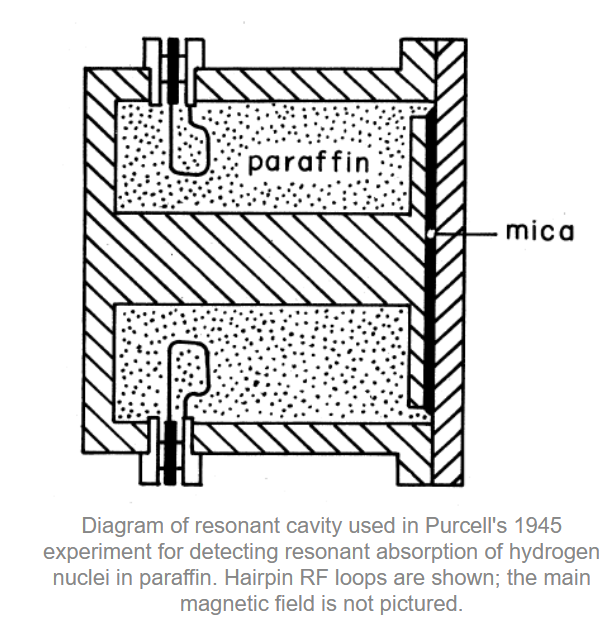 paraffin
mica
Diagram of resonant cavity used in Purcell's 1945
experiment for detecting resonant absorption of hydrogen
nuclei in paraffin. Hairpin RF loops are shown; the main
magnetic field is not pictured.